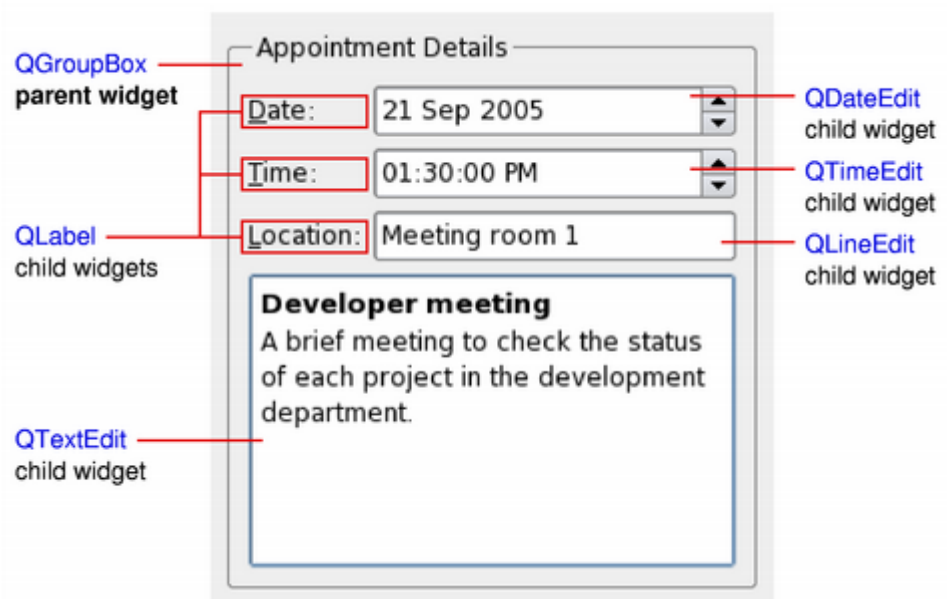 Appointment Details
QGroupBox
parent widget
Date:
21 Sep 2005
QDateEdit
child widget
Time:
01:30:00 PM
QTimeEdit
child widget
QLabel
child widgets
Location:
Meeting room 1
QLineEdit
child widget
Developer meeting
A brief meeting to check the status
of each project in the development
department.
QTextEdit
child widget